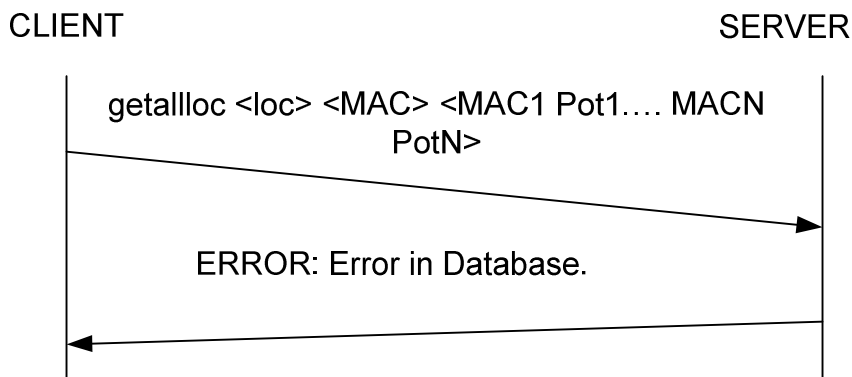 CLIENT
SERVER
getallloc <loc> <MAC> <MAC1 Pot1.... MACN
PotN>
ERROR: Error in Database.